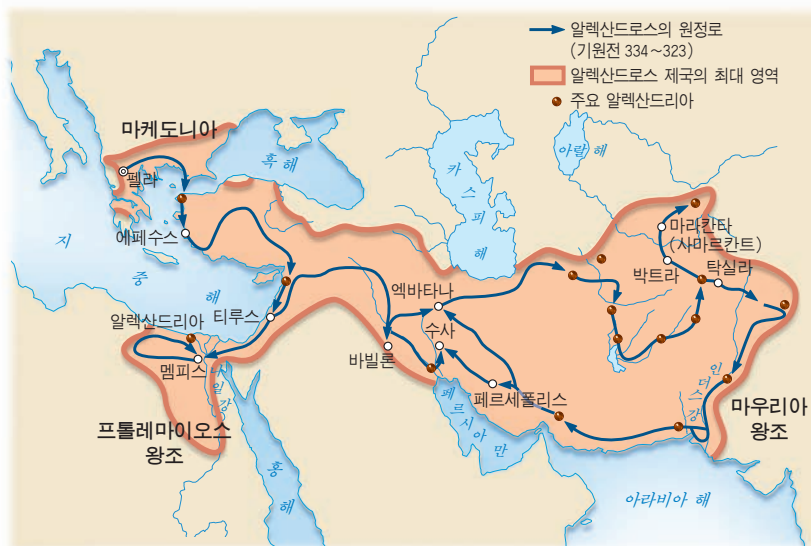 알렉산드로스의 원정로
(기원전 334~323)
알렉산드로스 제국의 최대 영역
주요 알렉산드리아
마케도니아
펠라
흑해
카스피해
아랄해
에페수스
마라칸타
(사마르칸트)
박트라
탁실라
지중해
알렉산드리아
티루스
엑바타나
수사
바빌론
멤피스
나일강
페르세폴리스
페르시아만
인더스강
마우리아
왕조
프톨레마이오스
왕조
홍해
아라비아 해